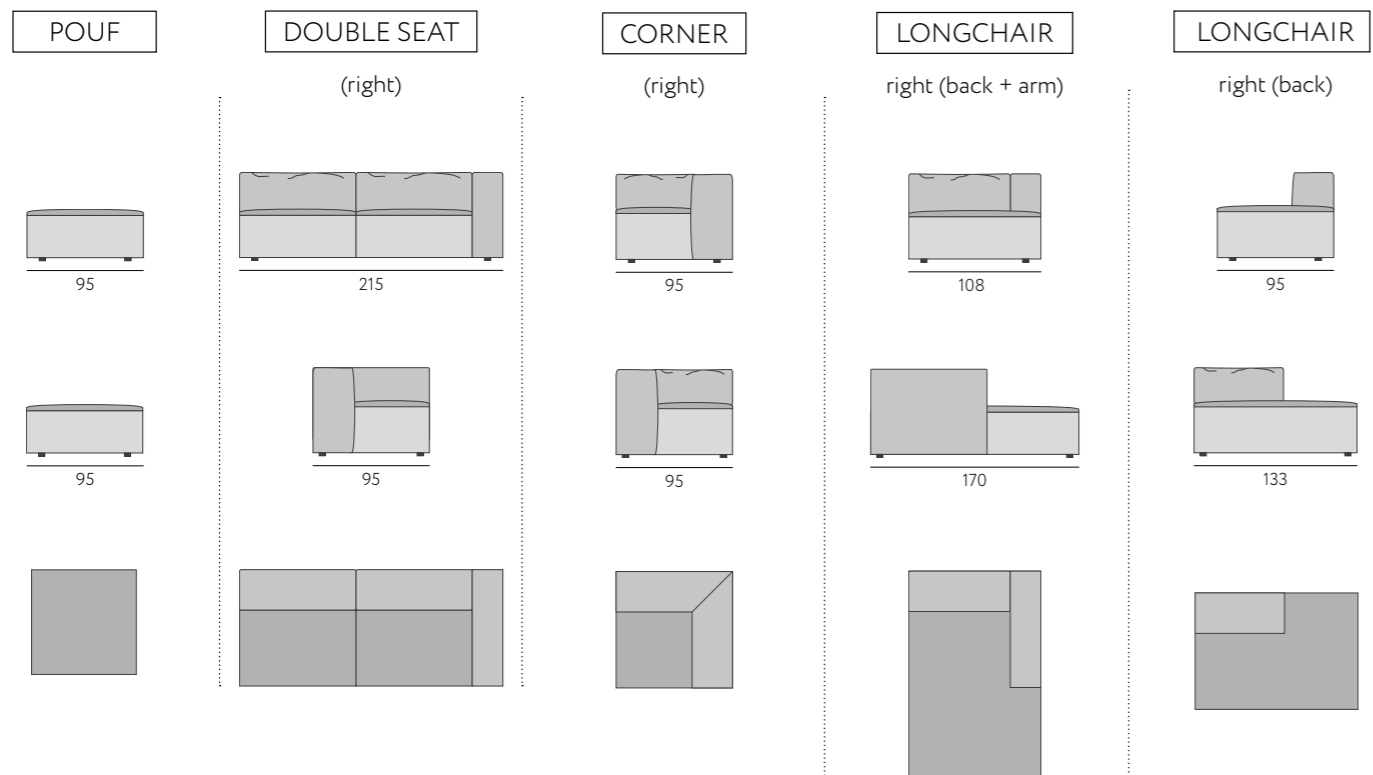 POUF
DOUBLE SEAT
CORNER
LONGCHAIR
LONGCHAIR
(right)
(right)
right (back + arm)
right (back)
95
215
95
108
95
95
95
95
170
133